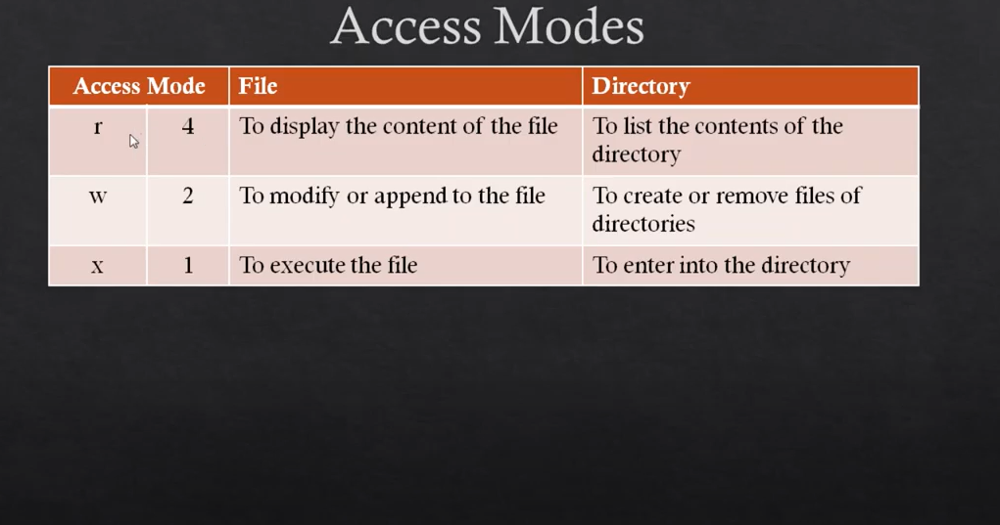 Access Modes
Access Mode File Directory
r 4 To display the content of the file To list the contents of the
directory
w 2 To modify or append to the file To create or remove files of
directories
x 1 To execute the file To enter into the directory